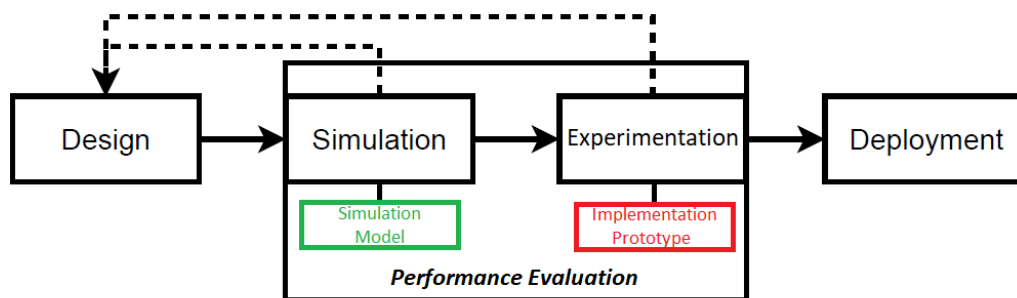 Design
Simulation
Experimentation
Deployment
Simulation
Model
Implementation
Prototype
Performance Evaluation